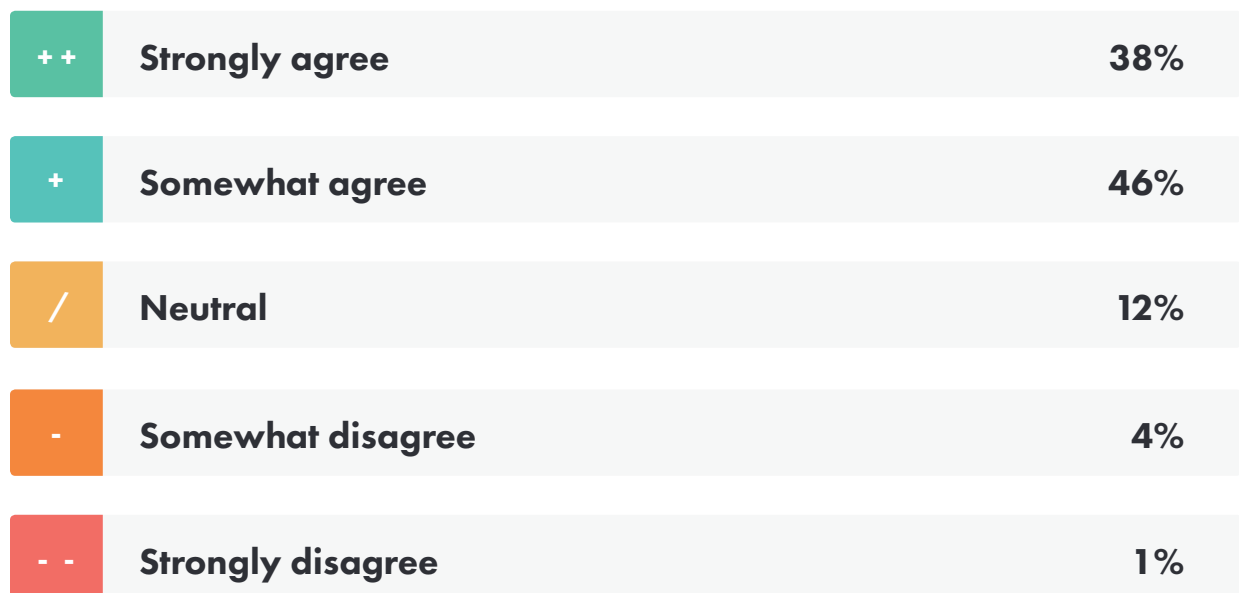 ++ Strongly agree 38%
+ Somewhat agree 46%
/ Neutral 12%
- Somewhat disagree 4%
- - Strongly disagree 1%